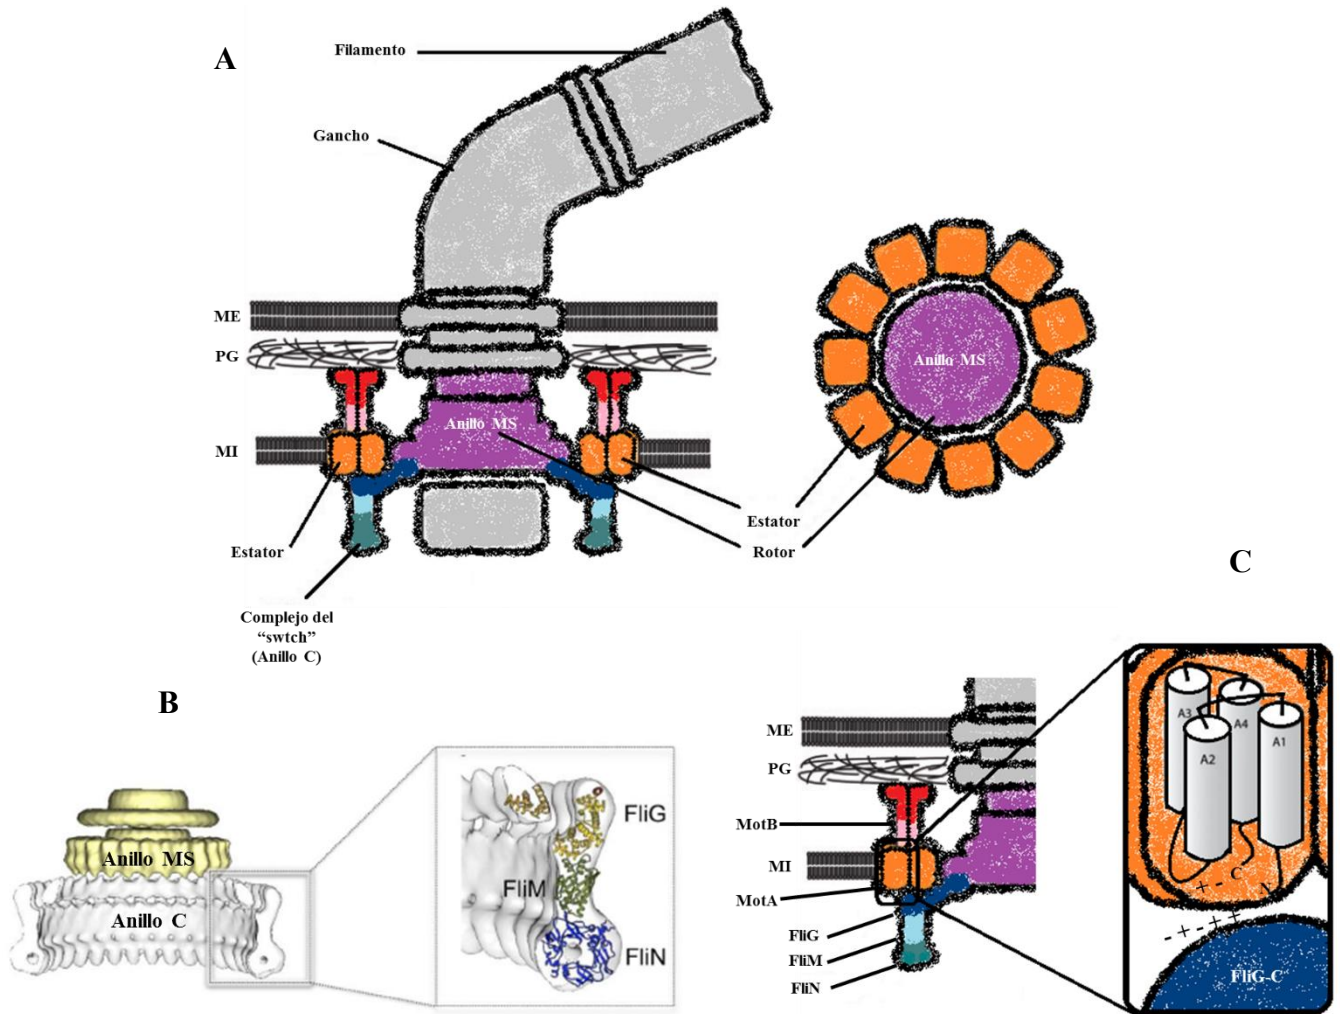 A
Filamento
Gancho
ME
PG
MI
Anillo MS
Anillo MS
Estator
Rotor
Estator
Complejo del
“swtch”
(Anillo C)
B
Anillo MS
Anillo C
FliG
FliM
FliN
C
ME
PG
MotB
MI
MotA
FliG
FliM
FliN
A3
A4
A1
A2
+ - C
N
- + - + +
FliG-C